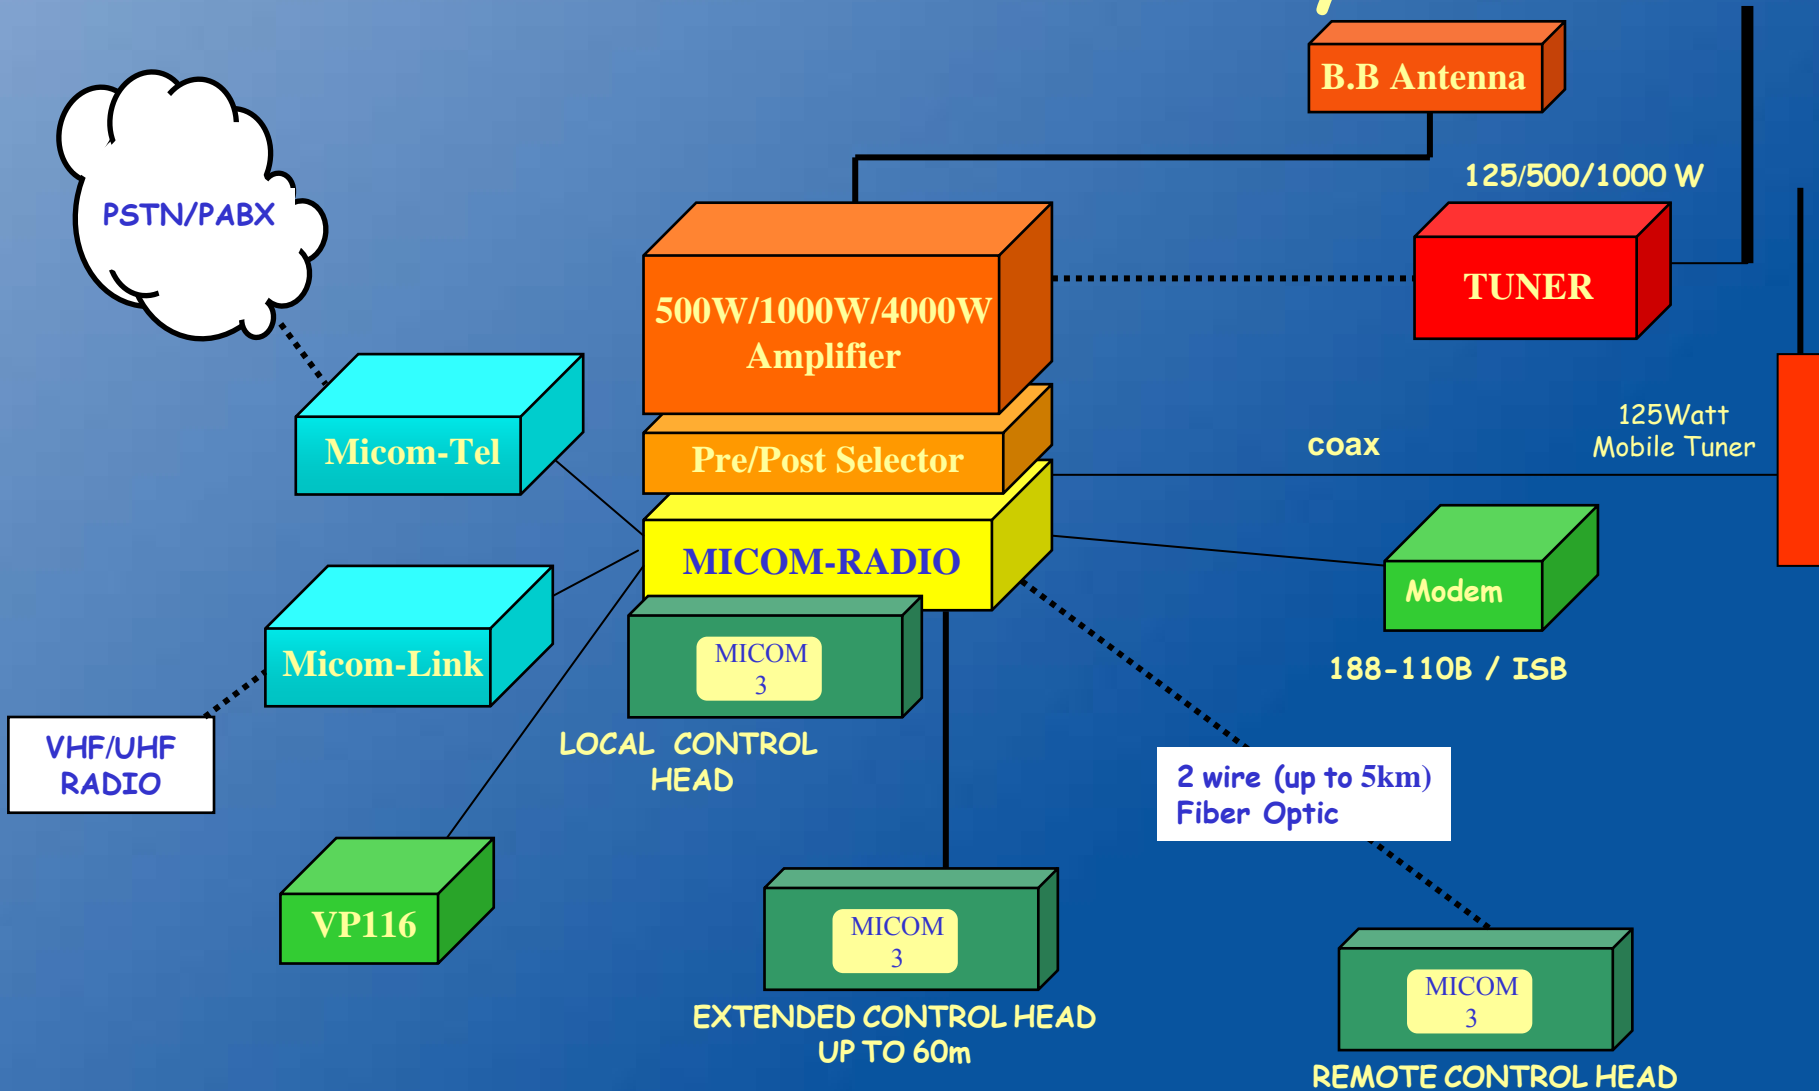 B.B Antenna
125/500/1000 W
PSTN/PABX
TUNER
500W/1000W/4000W
Amplifier
125Watt
Mobile Tuner
coax
Micom-Tel
Pre/Post Selector
MICOM-RADIO
Modem
188-110B / ISB
Micom-Link
MICOM
3
LOCAL CONTROL
HEAD
VHF/UHF
RADIO
2 wire (up to 5km)
Fiber Optic
VP116
MICOM
3
EXTENDED CONTROL HEAD
UP TO 60m
MICOM
3
REMOTE CONTROL HEAD